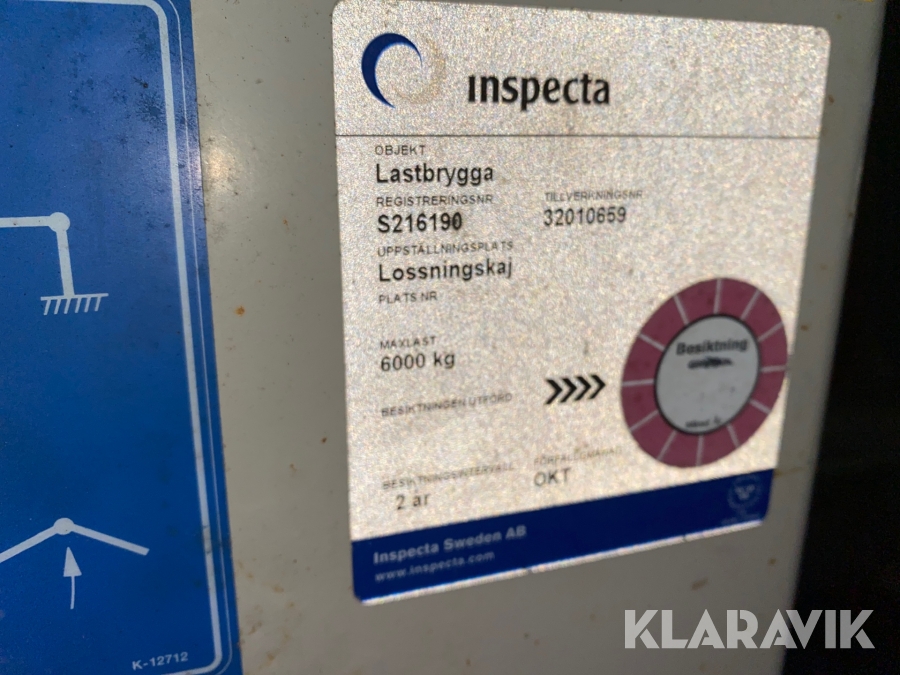 inspecta
OBJEKT
Lastbrygga
REGISTRERINGSNR
TILLVERKNINGSNR
S216190
32010659
UPPSTÄLLNINGSPLATS
Lossningskaj
PLATS NR
MAXLAST
6000 kg
Besiktning
BESIKTNINGEN UTFÖRD
BESIKTNINGSINTERVALL
FÖRFALLOMÅNAD
2 år
OKT
Inspecta Sweden AB
www.inspecta.com
K-12712
KLARAVIK